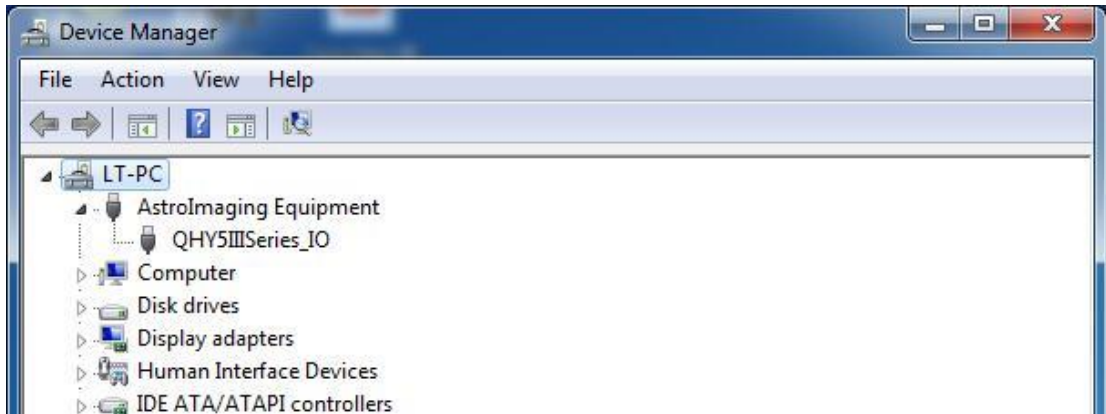 Device Manager
File Action View Help
LT-PC
AstroImaging Equipment
QHY5IIISeries_IO
Computer
Disk drives
Display adapters
Human Interface Devices
IDE ATA/ATAPI controllers